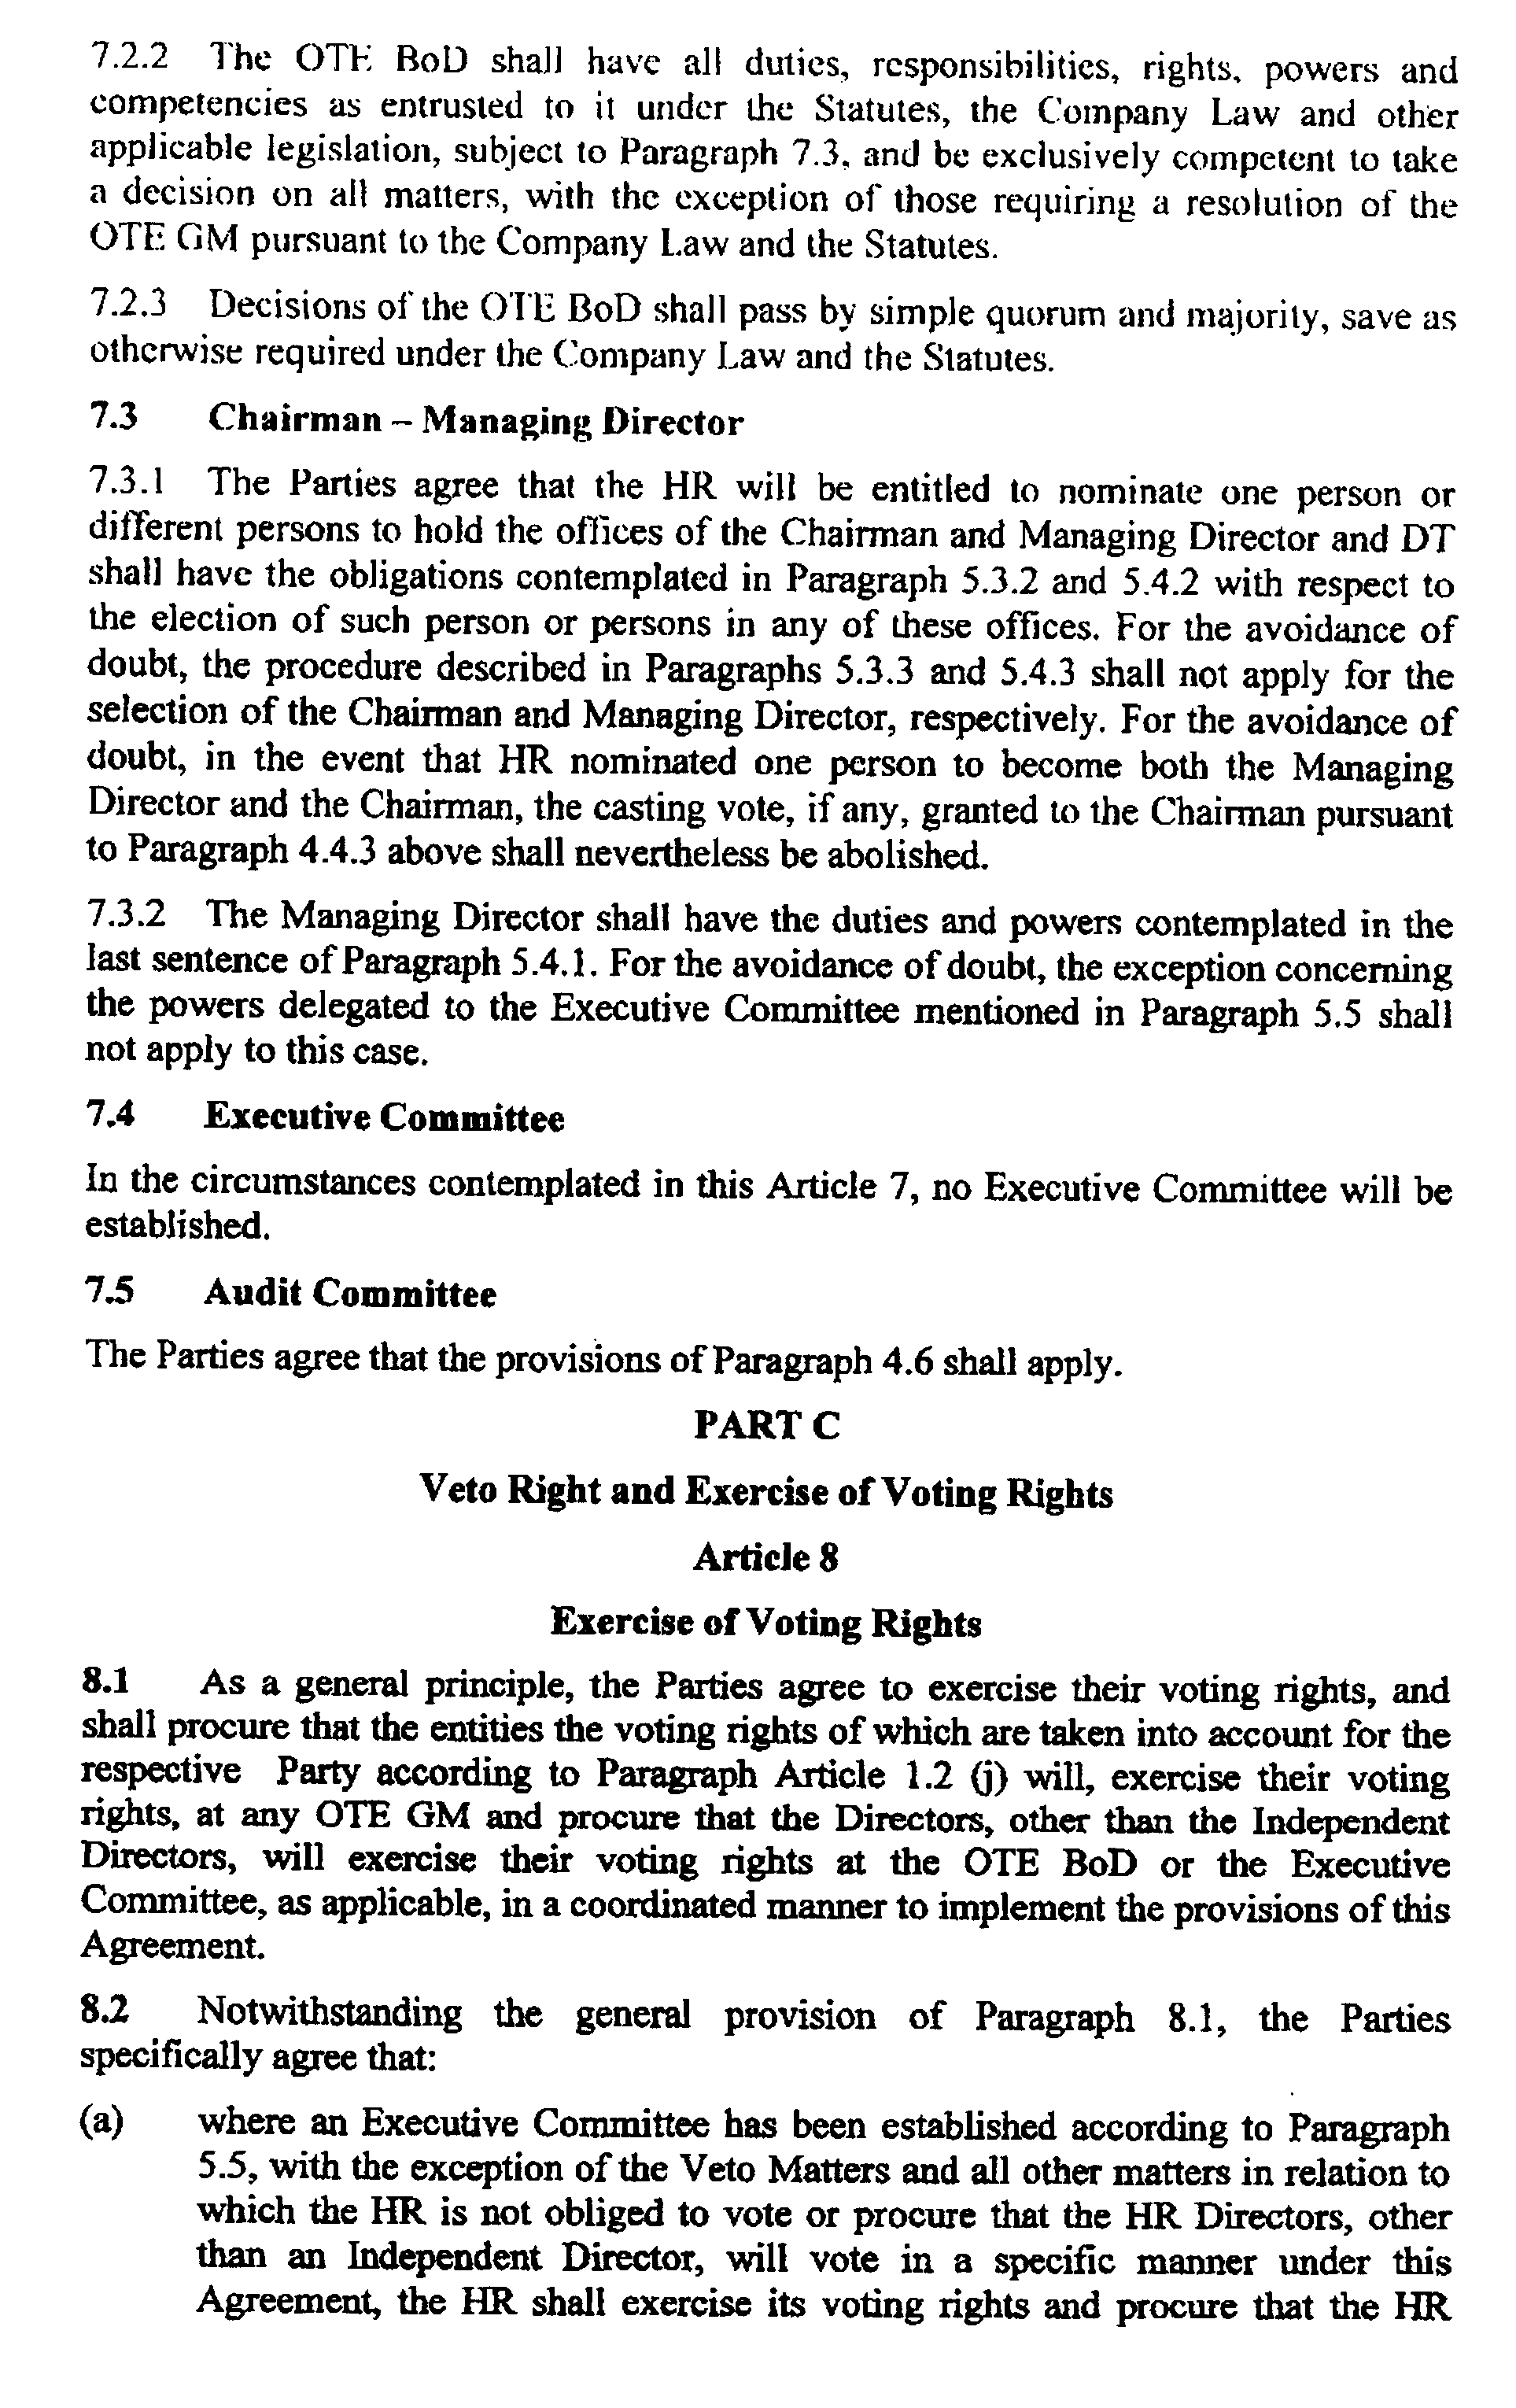 7.2.2 The OTE BoD shall have all duties, responsibilities, rights, powers and
competencies as entrusted to it under the Statutes, the Company Law and other
applicable legislation, subject to Paragraph 7.3, and be exclusively competent to take
a decision on all matters, with the exception of those requiring a resolution of the
OTE GM pursuant to the Company Law and the Statutes.
7.2.3 Decisions of the OTE BoD shall pass by simple quorum and majority, save as
otherwise required under the Company Law and the Statutes.
7.3 Chairman – Managing Director
7.3.1 The Parties agree that the HR will be entitled to nominate one person or
different persons to hold the offices of the Chairman and Managing Director and DT
shall have the obligations contemplated in Paragraph 5.3.2 and 5.4.2 with respect to
the election of such person or persons in any of these offices. For the avoidance of
doubt, the procedure described in Paragraphs 5.3.3 and 5.4.3 shall not apply for the
selection of the Chairman and Managing Director, respectively. For the avoidance of
doubt, in the event that HR nominated one person to become both the Managing
Director and the Chairman, the casting vote, if any, granted to the Chairman pursuant
to Paragraph 4.4.3 above shall nevertheless be abolished.
7.3.2 The Managing Director shall have the duties and powers contemplated in the
last sentence of Paragraph 5.4.1. For the avoidance of doubt, the exception concerning
the powers delegated to the Executive Committee mentioned in Paragraph 5.5 shall
not apply to this case.
7.4 Executive Committee
In the circumstances contemplated in this Article 7, no Executive Committee will be
established.
7.5 Audit Committee
The Parties agree that the provisions of Paragraph 4.6 shall apply.
PART C
Veto Right and Exercise of Voting Rights
Article 8
Exercise of Voting Rights
8.1 As a general principle, the Parties agree to exercise their voting rights, and
shall procure that the entities the voting rights of which are taken into account for the
respective Party according to Paragraph Article 1.2 (j) will, exercise their voting
rights, at any OTE GM and procure that the Directors, other than the Independent
Directors, will exercise their voting rights at the OTE BoD or the Executive
Committee, as applicable, in a coordinated manner to implement the provisions of this
Agreement.
8.2 Notwithstanding the general provision of Paragraph 8.1, the Parties
specifically agree that:
(a) where an Executive Committee has been established according to Paragraph
5.5, with the exception of the Veto Matters and all other matters in relation to
which the HR is not obliged to vote or procure that the HR Directors, other
than an Independent Director, will vote in a specific manner under this
Agreement, the HR shall exercise its voting rights and procure that the HR